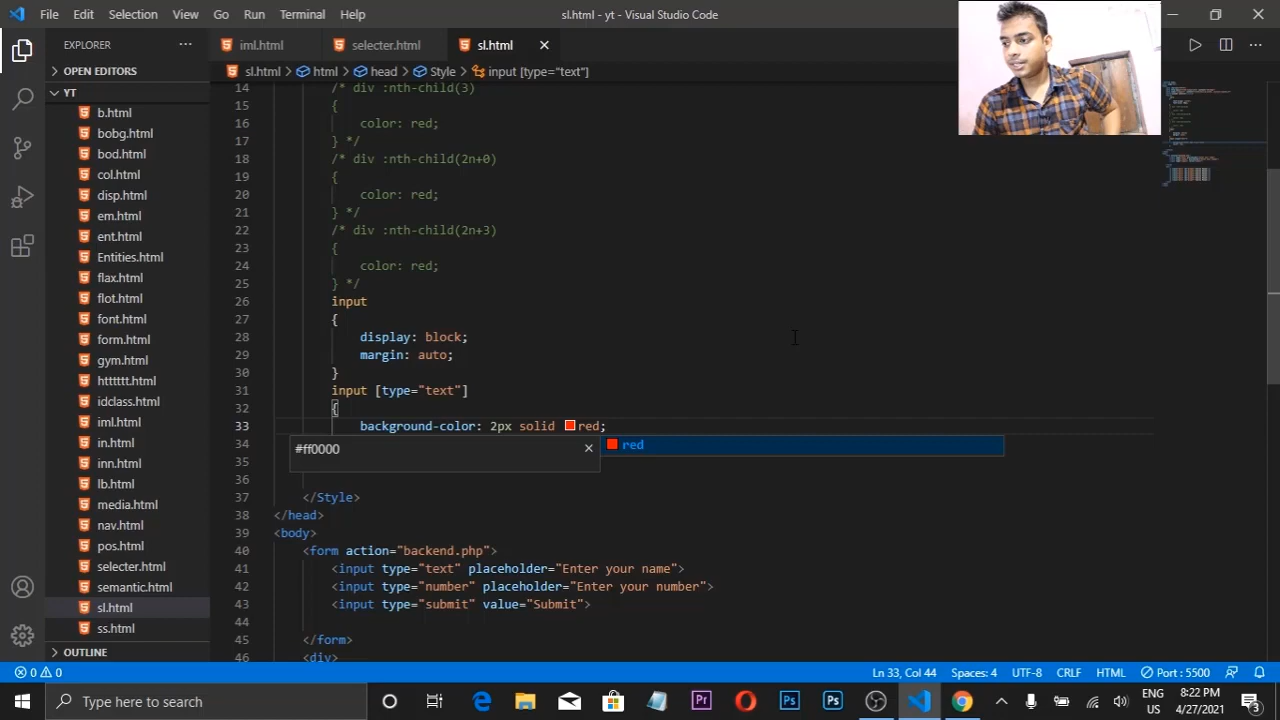 File Edit Selection View Go Run Terminal Help
sl.html - yt - Visual Studio Code
EXPLORER
iml.html
selecter.html
sl.html
sl.html > html > head > Style > input [type="text"]
OPEN EDITORS
YT
b.html
bobg.html
bod.html
col.html
disp.html
em.html
ent.html
Entities.html
flax.html
flot.html
font.html
form.html
gym.html
httttttt.html
idclass.html
iml.html
in.html
inn.html
lb.html
media.html
nav.html
pos.html
selecter.html
semantic.html
sl.html
ss.html
OUTLINE
14 /* div :nth-child(3)
15 {
16 color: red;
17 } */
18 /* div :nth-child(2n+0)
19 {
20 color: red;
21 } */
22 /* div :nth-child(2n+3)
23 {
24 color: red;
25 } */
26 input
27 {
28 display: block;
29 margin: auto;
30 }
31 input [type="text"]
32 {
33 background-color: 2px solid red;
34
#ff0000
red
35
36
37 </Style>
38 </head>
39 <body>
40 <form action="backend.php">
41 <input type="text" placeholder="Enter your name">
42 <input type="number" placeholder="Enter your number">
43 <input type="submit" value="Submit">
44
45 </form>
46 <div>
0 0
Ln 33, Col 44 Spaces: 4 UTF-8 CRLF HTML Port : 5500
Type here to search
Pr
Ps
Ps
ENG
US
8:22 PM
4/27/2021
3